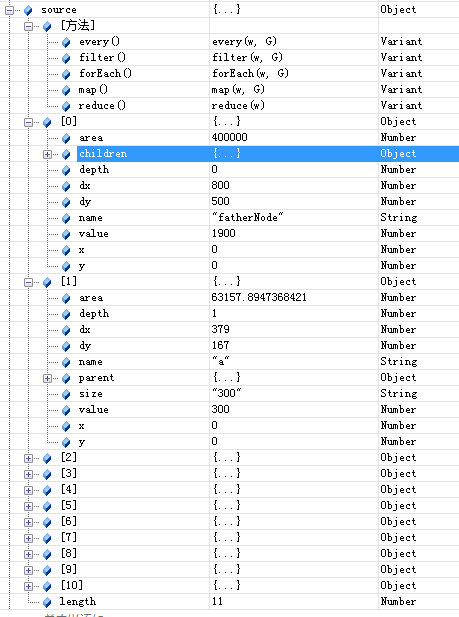 source {...} Object
[方法]
every() every(w, G) Variant
filter() filter(w, G) Variant
forEach() forEach(w, G) Variant
map() map(w, G) Variant
reduce() reduce(w) Variant
[0] {...} Object
area 400000 Number
children {...} Object
depth 0 Number
dx 800 Number
dy 500 Number
name "fatherNode" String
value 1900 Number
x 0 Number
y 0 Number
[1] {...} Object
area 63157.8947368421 Number
depth 1 Number
dx 379 Number
dy 167 Number
name "a" String
parent {...} Object
size "300" String
value 300 Number
x 0 Number
y 0 Number
[2] {...} Object
[3] {...} Object
[4] {...} Object
[5] {...} Object
[6] {...} Object
[7] {...} Object
[8] {...} Object
[9] {...} Object
[10] {...} Object
length 11 Number